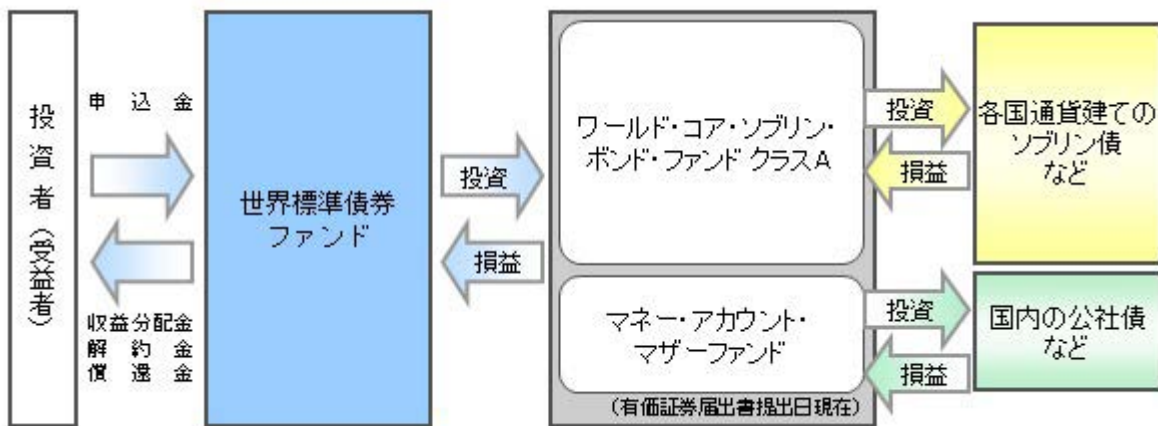 投資者(受益者)
申込金
収益分配金
解約金
償還金
世界標準債券
ファンド
投資
損益
ワールド・コア・ソブリン・
ボンド・ファンド クラスA
マネー・アカウント・
マザーファンド
(有価証券届出書提出日現在)
投資
損益
各国通貨建ての
ソブリン債
など
投資
損益
国内の公社債
など